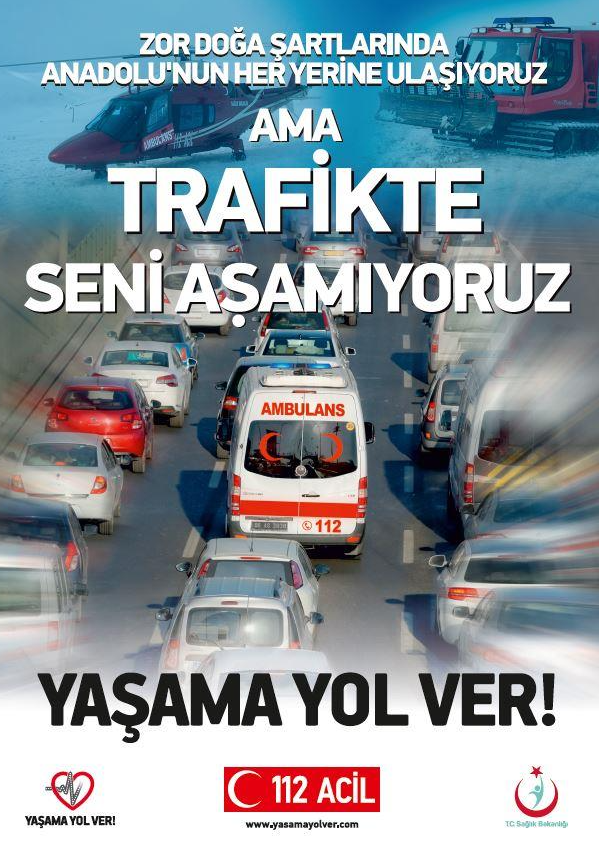 ZOR DOĞA ŞARTLARINDA
ANADOLU'NUN HER YERİNE ULAŞIYORUZ
AMBULANS
AMA
TRAFİKTE
SENİ AŞAMIYORUZ
AMBULANS
112
YAŞAMA YOL VER!
YAŞAMA YOL VER!
112 ACİL
www.yasamayolver.com
T.C. Sağlık Bakanlığı